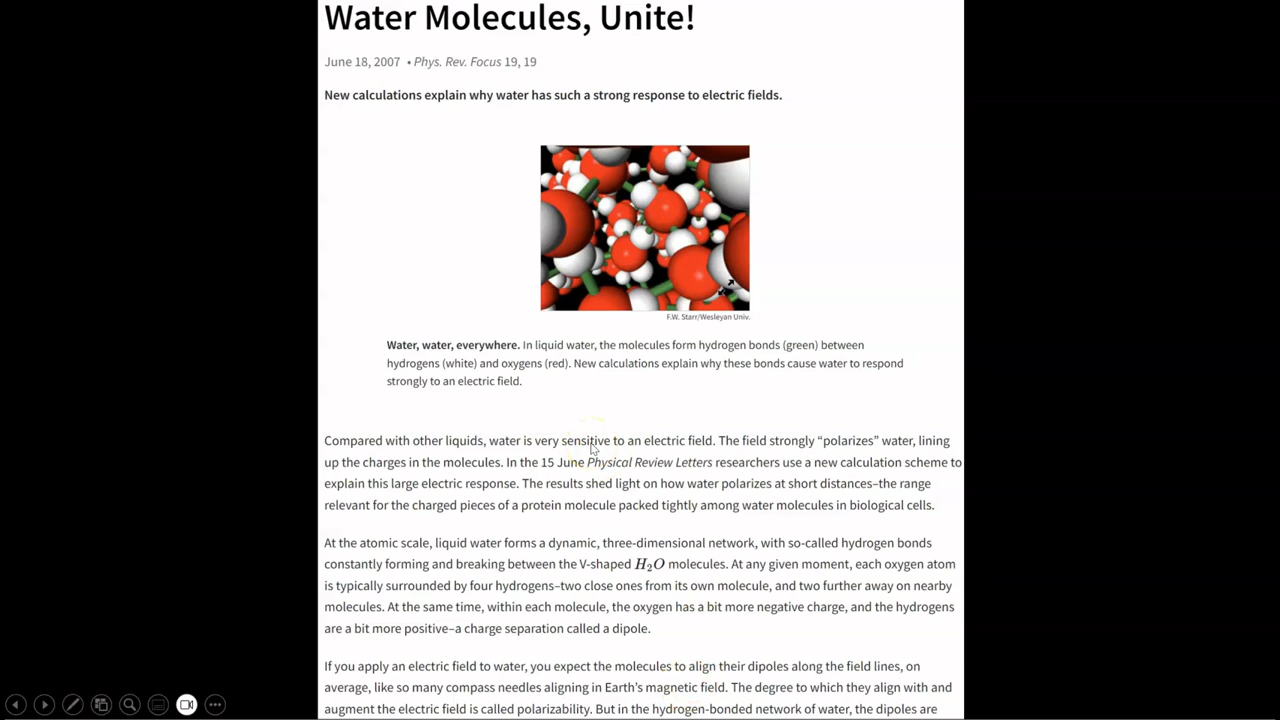 Water Molecules, Unite!
June 18, 2007 • Phys. Rev. Focus 19, 19
New calculations explain why water has such a strong response to electric fields.
F.W. Starr/Wesleyan Univ.
Water, water, everywhere. In liquid water, the molecules form hydrogen bonds (green) between
hydrogens (white) and oxygens (red). New calculations explain why these bonds cause water to respond
strongly to an electric field.
Compared with other liquids, water is very sensitive to an electric field. The field strongly “polarizes” water, lining
up the charges in the molecules. In the 15 June Physical Review Letters researchers use a new calculation scheme to
explain this large electric response. The results shed light on how water polarizes at short distances–the range
relevant for the charged pieces of a protein molecule packed tightly among water molecules in biological cells.
At the atomic scale, liquid water forms a dynamic, three-dimensional network, with so-called hydrogen bonds
constantly forming and breaking between the V-shaped H₂O molecules. At any given moment, each oxygen atom
is typically surrounded by four hydrogens–two close ones from its own molecule, and two further away on nearby
molecules. At the same time, within each molecule, the oxygen has a bit more negative charge, and the hydrogens
are a bit more positive–a charge separation called a dipole.
If you apply an electric field to water, you expect the molecules to align their dipoles along the field lines, on
average, like so many compass needles aligning in Earth’s magnetic field. The degree to which they align with and
augment the electric field is called polarizability. But in the hydrogen-bonded network of water, the dipoles are